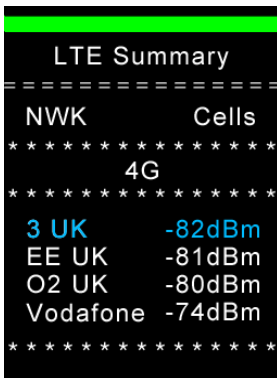 LTE Summary
= = = = = = = = = = = = = = = =
NWK Cells
* * * * * * * * * * * * * * *
4G
* * * * * * * * * * * * * * *
3 UK -82dBm
EE UK -81dBm
O2 UK -80dBm
Vodafone -74dBm
* * * * * * * * * * * * * * *